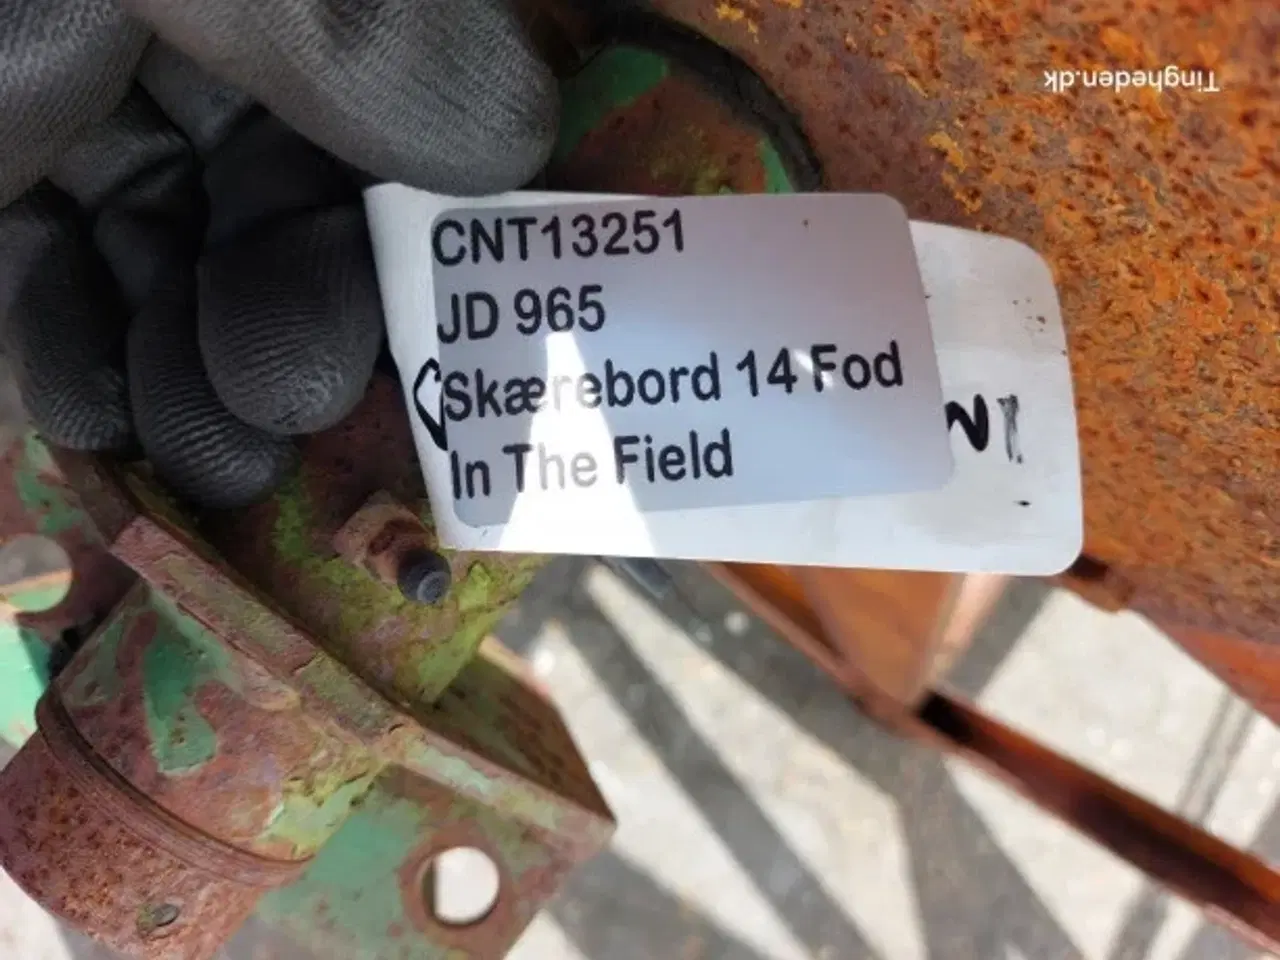 Tingheden.dk
CNT13251
JD 965
Skærebord 14 Fod
In The Field